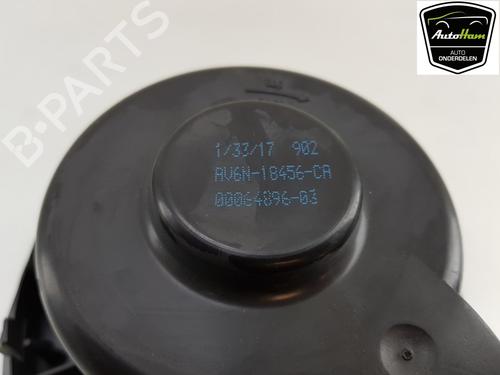 AutoHam
AUTO
ONDERDELEN
B-PARTS
1/33/17 902
AV6N-18456-CA
00064896-03